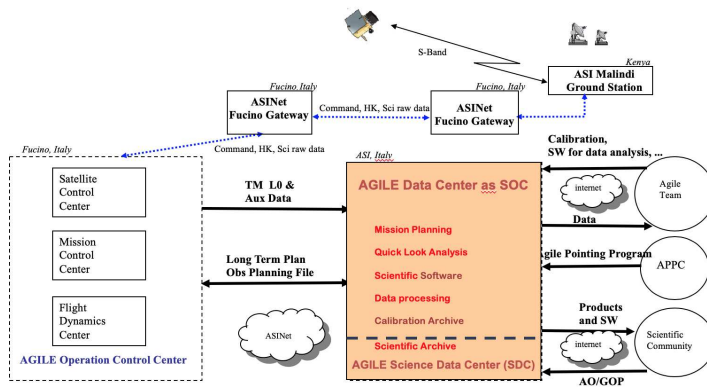 S-Band
Kenya
ASI Malindi
Ground Station
Fucino,Italy
ASINet
Fucino Gateway
Command, HK, Sci raw data
Fucino, Italy
ASINet
Fucino Gateway
Fucino, Italy
Command, HK, Sci raw data
Satellite
Control
Center
Mission
Control
Center
Flight
Dynamics
Center
AGILE Operation Control Center
TM L0 &
Aux Data
Long Term Plan
Obs Planning File
ASINet
ASI, Italy
AGILE Data Center as SOC
Mission Planning
Quick Look Analysis
Scientific Software
Data processing
Calibration Archive
Scientific Archive
AGILE Science Data Center (SDC)
Calibration,
SW for data analysis, ...
internet
Data
Agile
Team
gile Pointing Program
APPC
Products
and SW
internet
Scientific
Community
AO/GOP